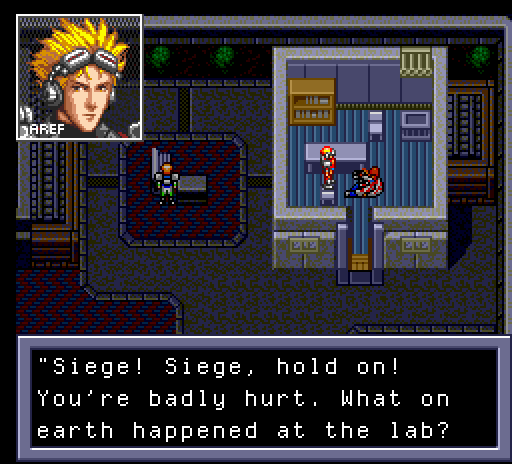 AREF
"Siege! Siege, hold on!
You're badly hurt. What on
earth happened at the lab?